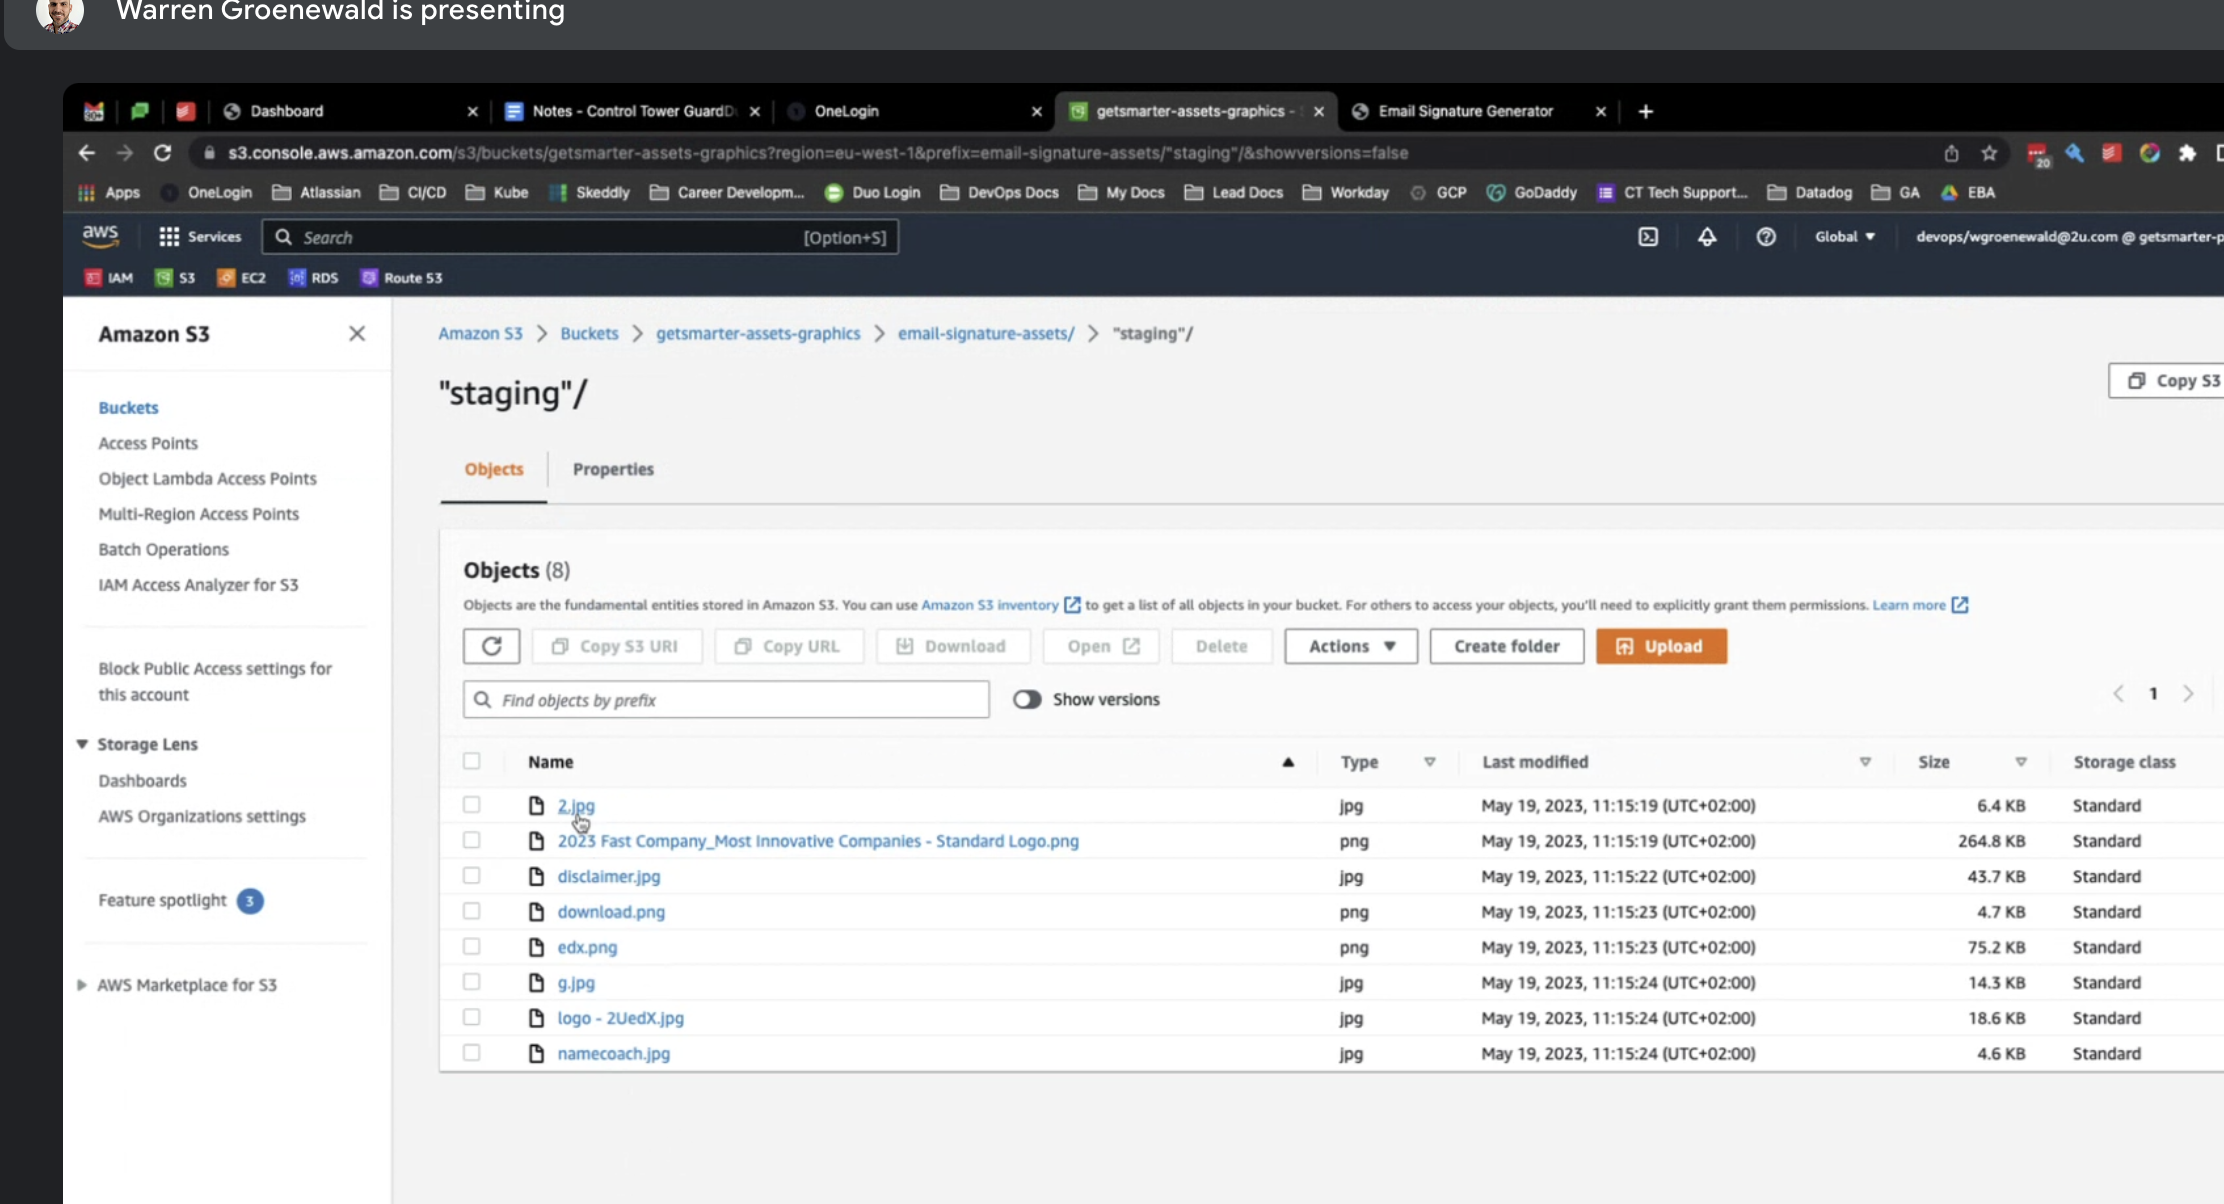 Warren Groenewald is presenting
Dashboard
Notes - Control Tower GuardD
OneLogin
getsmarter-assets-graphics -
Email Signature Generator
s3.console.aws.amazon.com/s3/buckets/getsmarter-assets-graphics?region=eu-west-1&prefix=email-signature-assets/"staging"/&showversions=false
20
Apps OneLogin Atlassian CI/CD Kube Skeddly Career Developm... Duo Login DevOps Docs My Docs Lead Docs Workday GCP GoDaddy CT Tech Support... Datadog GA EBA
aws Services Search [Option+S] Global devops/wgroenewald@2u.com @ getsmarter-p
IAM S3 EC2 RDS Route 53
Amazon S3
Buckets
Access Points
Object Lambda Access Points
Multi-Region Access Points
Batch Operations
IAM Access Analyzer for S3
Block Public Access settings for
this account
Storage Lens
Dashboards
AWS Organizations settings
Feature spotlight 3
AWS Marketplace for S3
Amazon S3 > Buckets > getsmarter-assets-graphics > email-signature-assets/ > "staging"/
"staging"/
Copy S3
Objects Properties
Objects (8)
Objects are the fundamental entities stored in Amazon S3. You can use Amazon S3 inventory to get a list of all objects in your bucket. For others to access your objects, you'll need to explicitly grant them permissions. Learn more
Copy S3 URI Copy URL Download Open Delete Actions Create folder Upload
Find objects by prefix Show versions 1
Name Type Last modified Size Storage class
2.jpg jpg May 19, 2023, 11:15:19 (UTC+02:00) 6.4 KB Standard
2023 Fast Company_Most Innovative Companies - Standard Logo.png png May 19, 2023, 11:15:19 (UTC+02:00) 264.8 KB Standard
disclaimer.jpg jpg May 19, 2023, 11:15:22 (UTC+02:00) 43.7 KB Standard
download.png png May 19, 2023, 11:15:23 (UTC+02:00) 4.7 KB Standard
edx.png png May 19, 2023, 11:15:23 (UTC+02:00) 75.2 KB Standard
g.jpg jpg May 19, 2023, 11:15:24 (UTC+02:00) 14.3 KB Standard
logo - 2UedX.jpg jpg May 19, 2023, 11:15:24 (UTC+02:00) 18.6 KB Standard
namecoach.jpg jpg May 19, 2023, 11:15:24 (UTC+02:00) 4.6 KB Standard